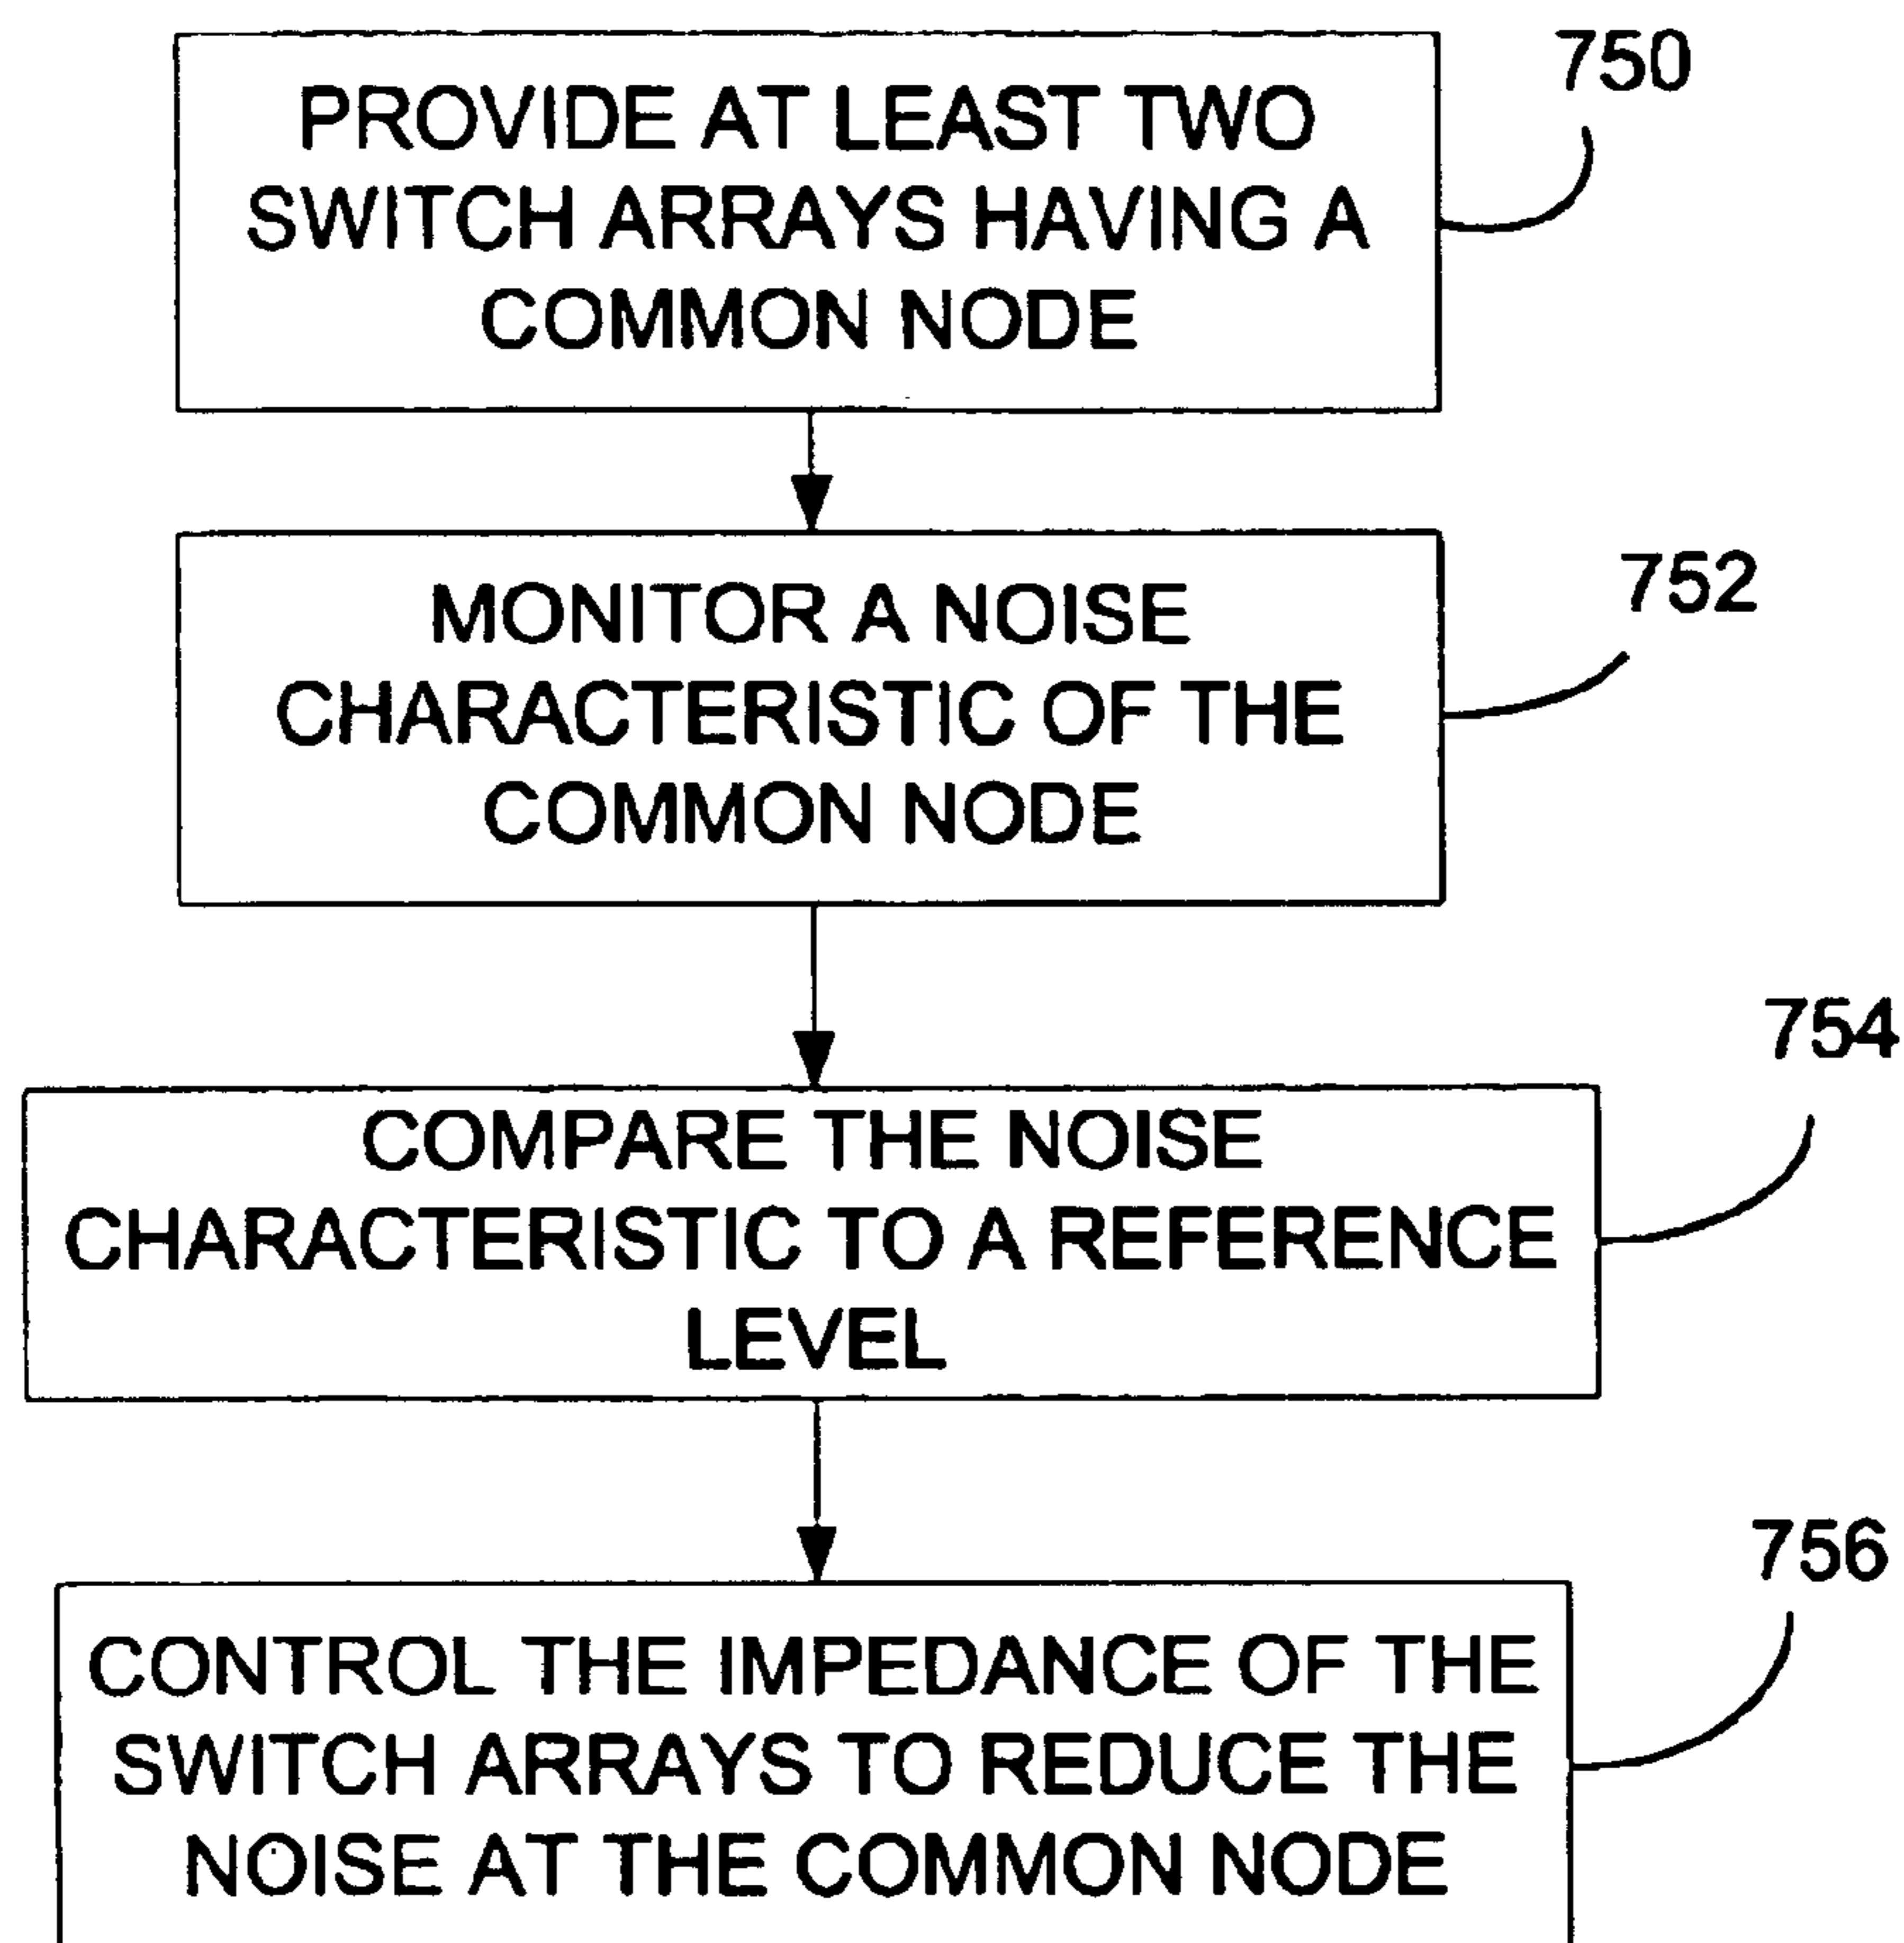 750
PROVIDE AT LEAST TWO
SWITCH ARRAYS HAVING A
COMMON NODE
752
MONITOR A NOISE
CHARACTERISTIC OF THE
COMMON NODE
754
COMPARE THE NOISE
CHARACTERISTIC TO A REFERENCE
LEVEL
756
CONTROL THE IMPEDANCE OF THE
SWITCH ARRAYS TO REDUCE THE
NOISE AT THE COMMON NODE